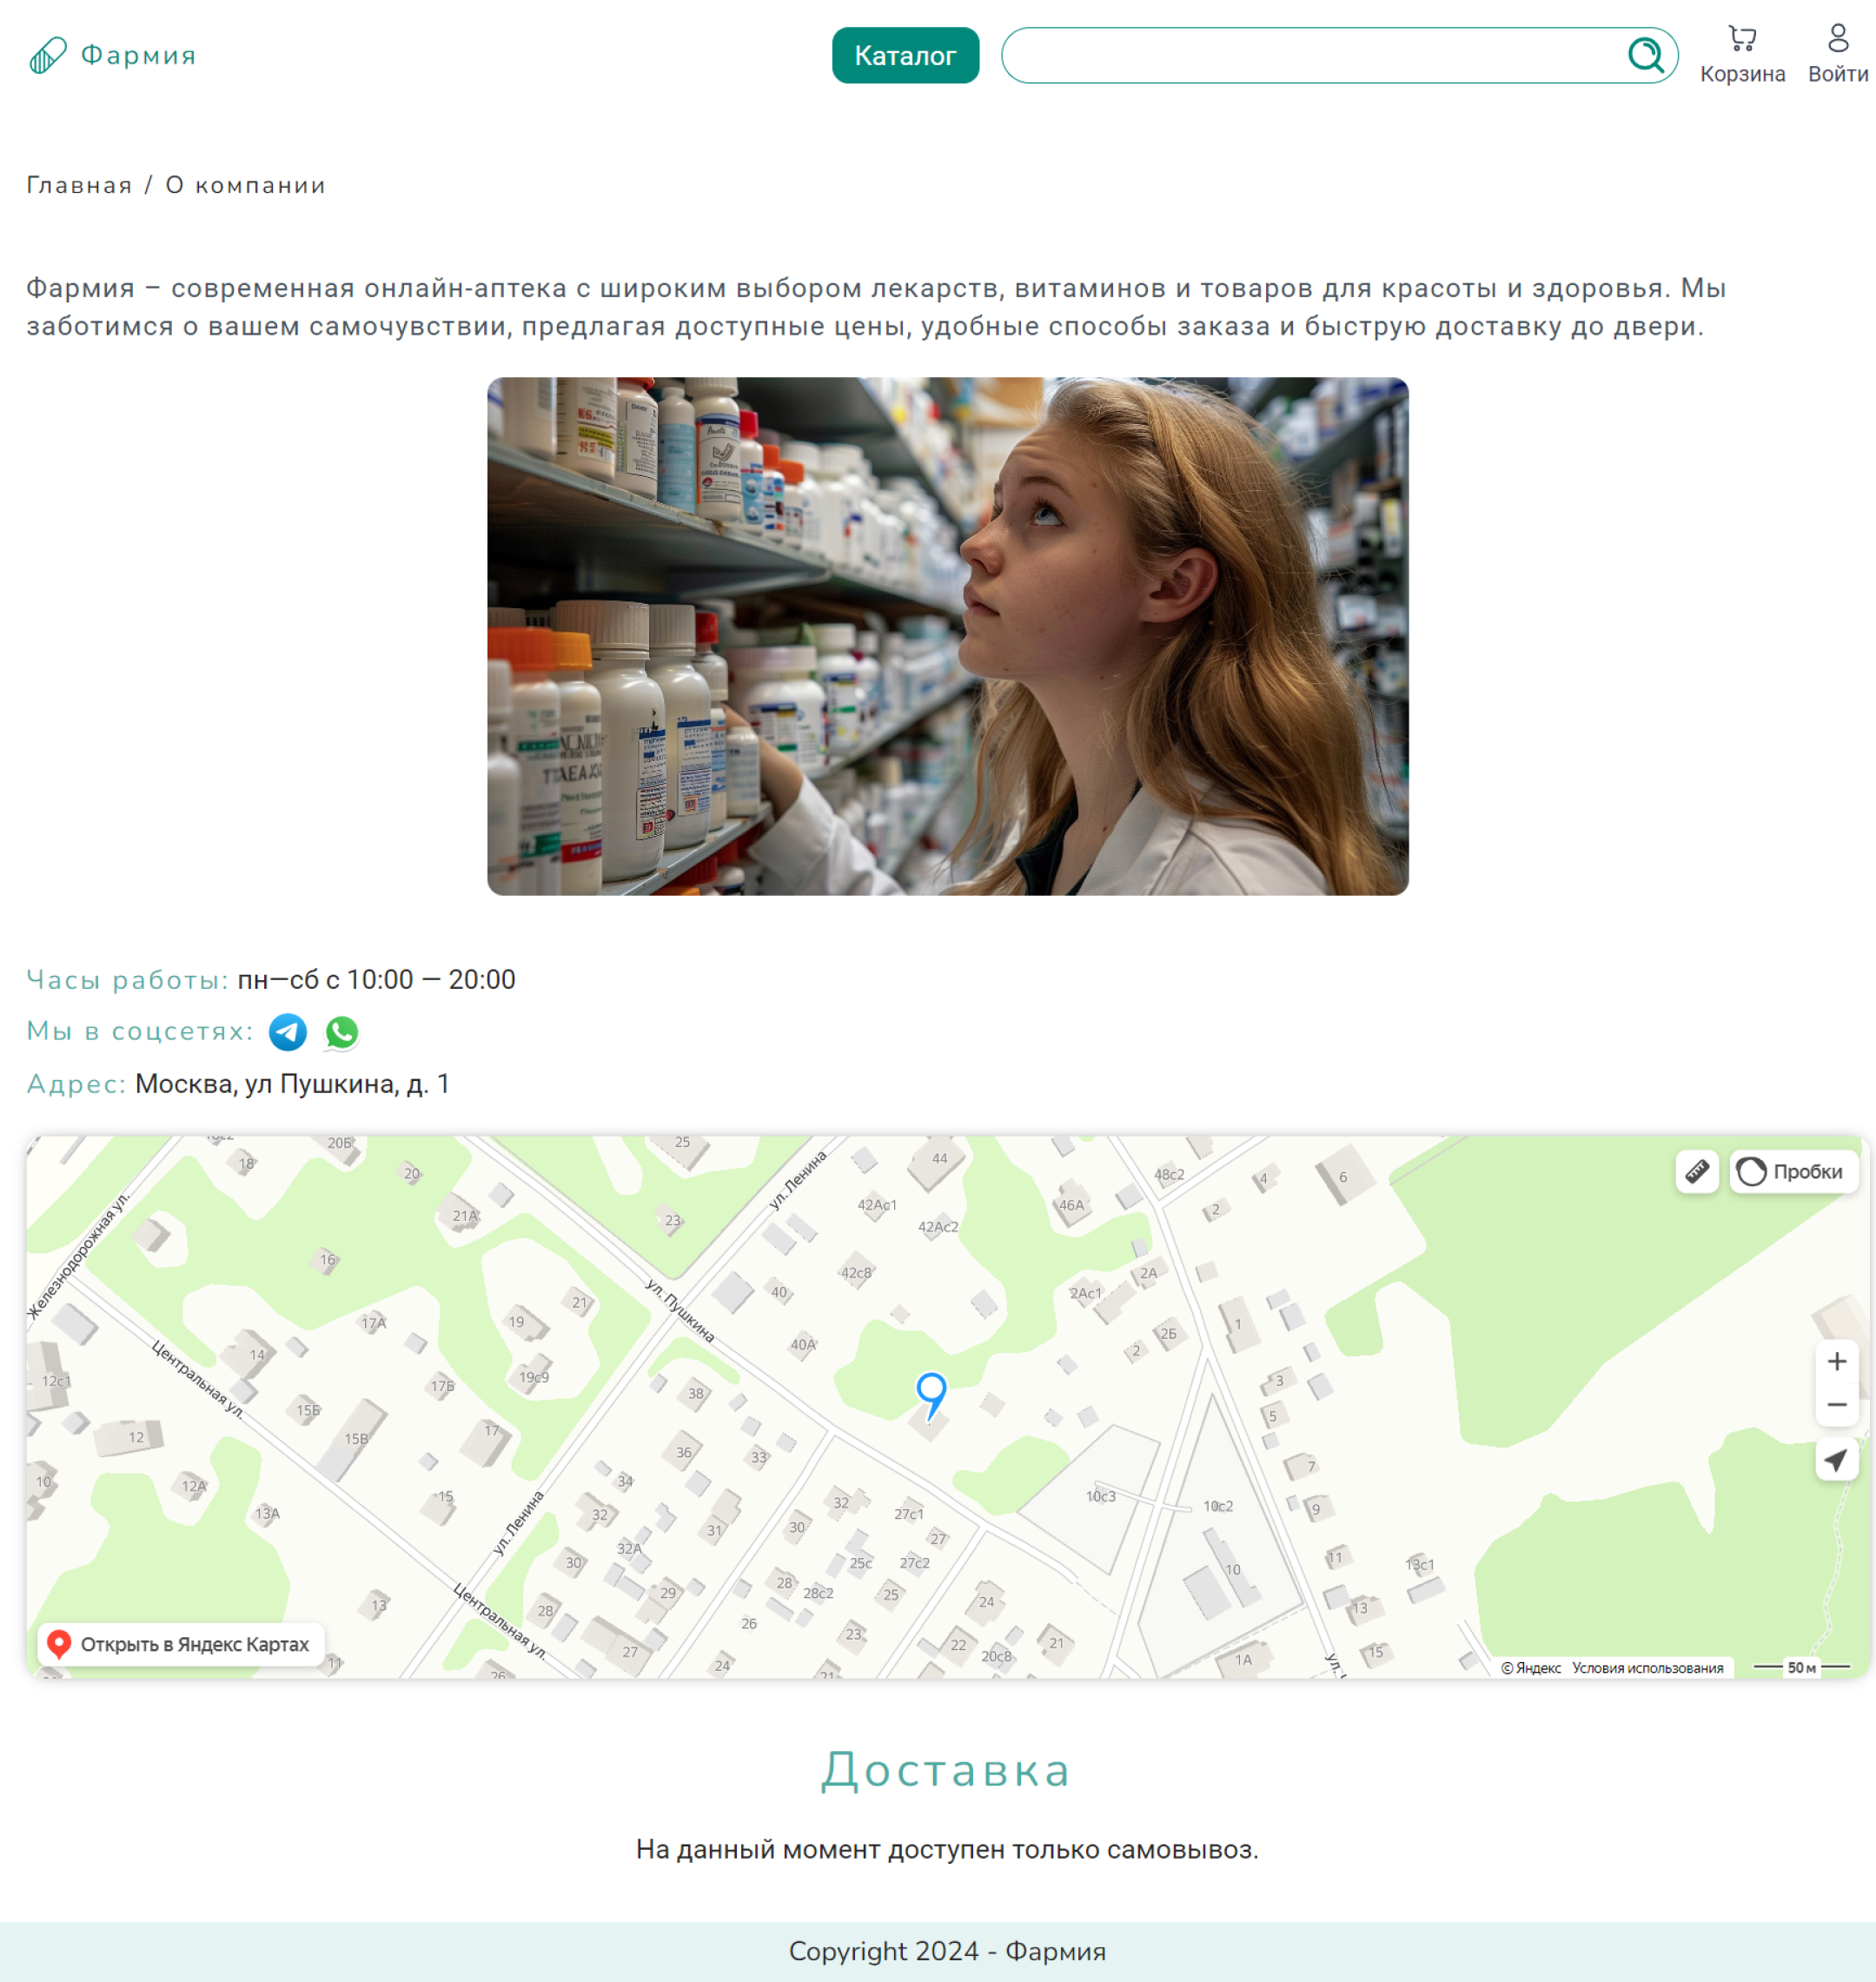 Фармия
Каталог
Корзина
Войти
Главная / О компании
Фармия – современная онлайн-аптека с широким выбором лекарств, витаминов и товаров для красоты и здоровья. Мы
заботимся о вашем самочувствии, предлагая доступные цены, удобные способы заказа и быструю доставку до двери.
Часы работы: пн—сб с 10:00 — 20:00
Мы в соцсетях:
Адрес: Москва, ул Пушкина, д. 1
20Б
25
18
20
44
48с2
4
6
Пробки
ул. Ленина
42Ас1
46А
2
21А
23
42Ас2
Железнодорожная ул.
16
42с8
2А
40
2Ас1
21
ул. Пушкина
17А
19
1
2Б
40А
2
14
Центральная ул.
12с1
19с9
17Б
38
3
15Б
5
12
15В
17
36
33
7
10
12А
34
15
10с3
10с2
9
13А
32
32
27с1
30
31
27
ул. Ленина
32А
30
25с
27с2
11
13с1
10
28
28с2
29
25
24
13
Центральная ул.
28
13
26
23
22
21
27
20с8
15
1А
24
11
26
21
Открыть в Яндекс Картах
© Яндекс Условия использования
50 м
Доставка
На данный момент доступен только самовывоз.
Copyright 2024 - Фармия